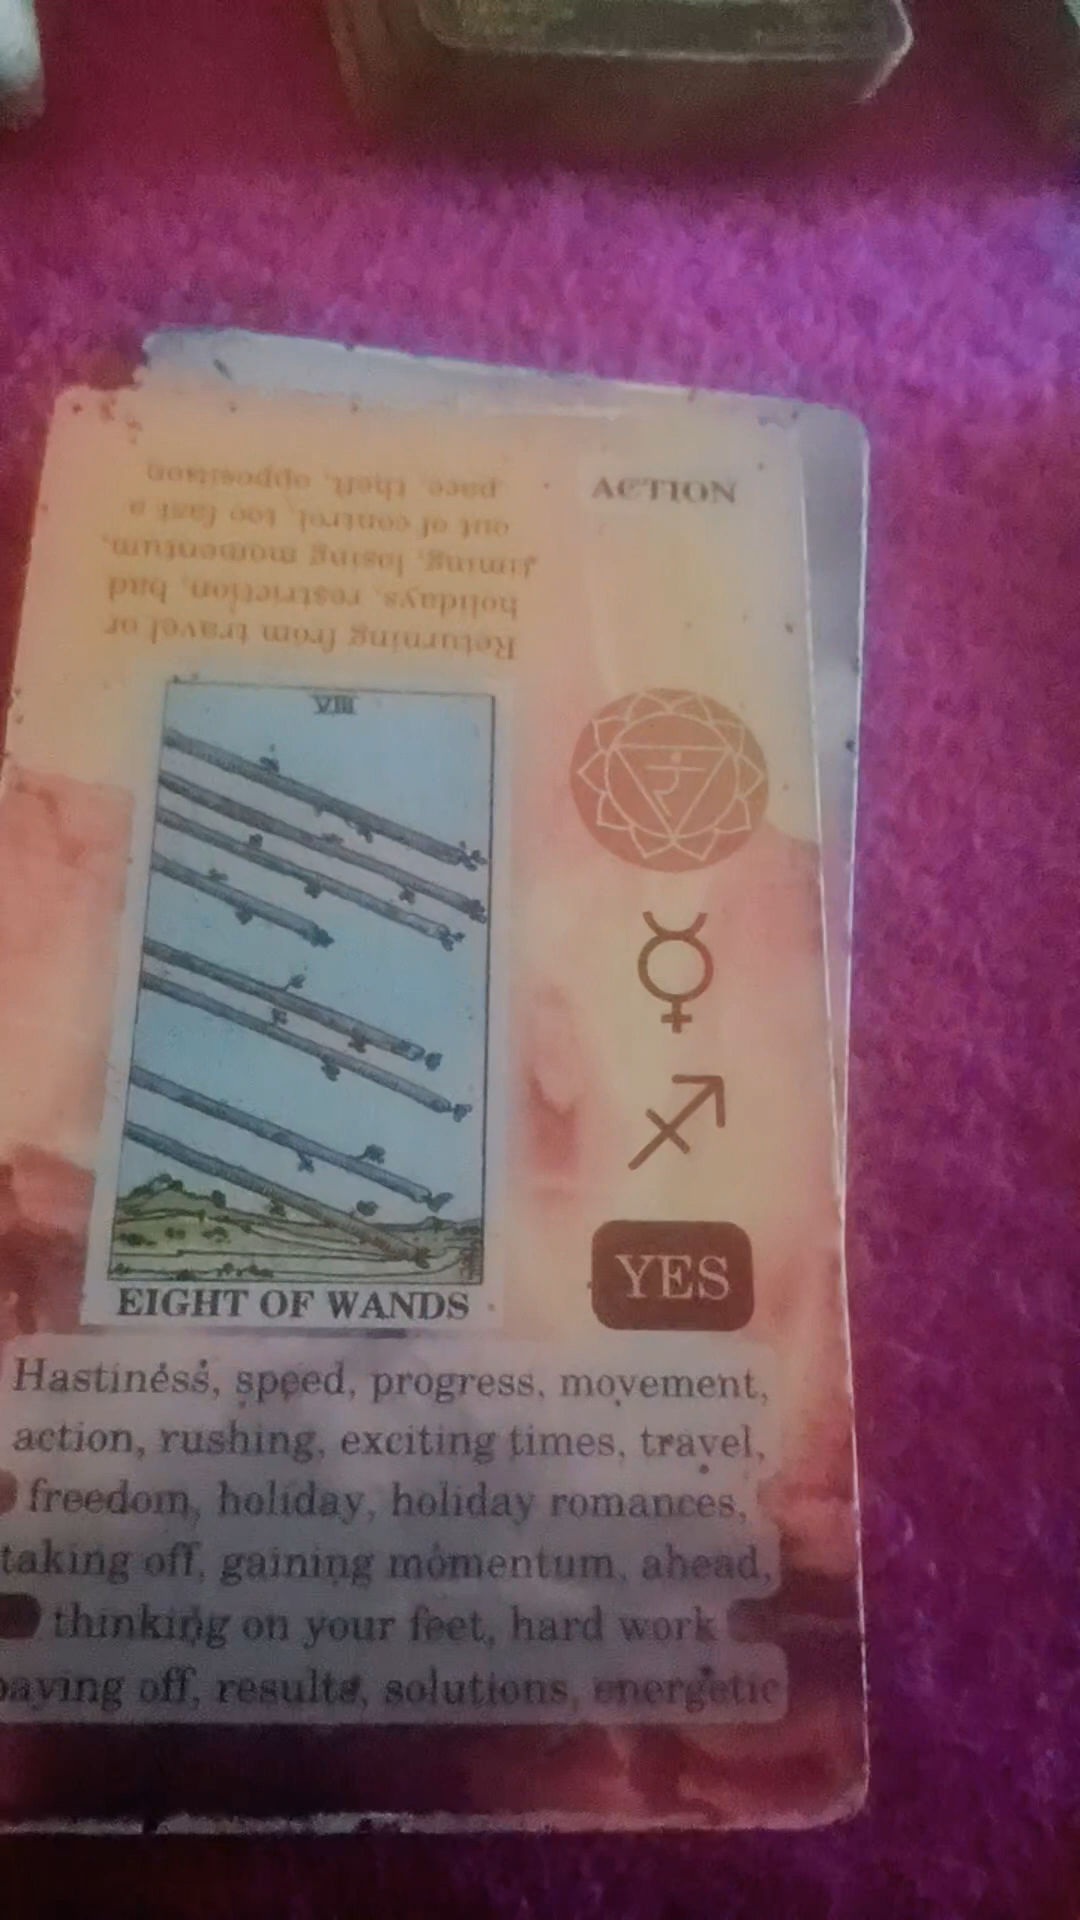 ACTION
pace, theft, opposition
out of control, too fast a
timing, losing momentum,
holidays, restriction, bad
Returning from travel or
VIII
र
YES
EIGHT OF WANDS
Hastiness, speed, progress, movement,
action, rushing, exciting times, travel,
freedom, holiday, holiday romances,
taking off, gaining momentum, ahead,
thinking on your feet, hard work
paying off, results, solutions, energetic